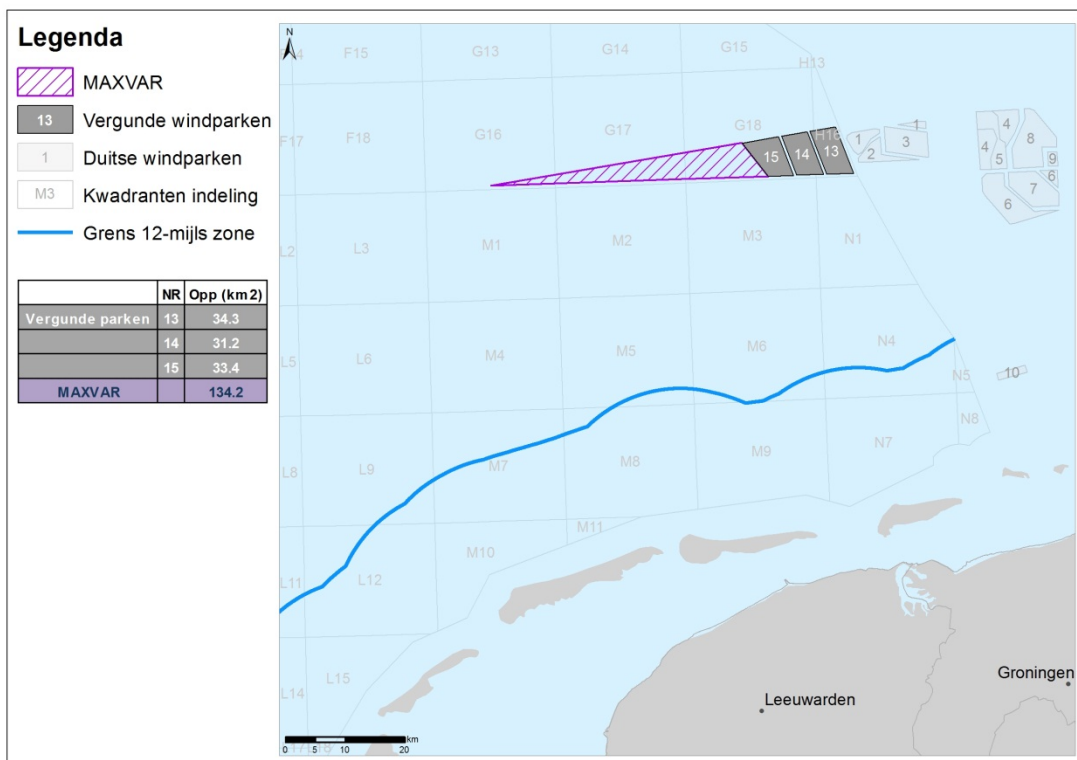 Legenda
MAXVAR
13 Vergunde windparken
1 Duitse windparken
M3 Kwadranten indeling
Grens 12-mijls zone
NR Opp (km2)
Vergunde parken 13 34.3
14 31.2
15 33.4
MAXVAR 134.2
N
F15 G13 G14 G15
H13
F17 F18 G16 G17 G18 H16
15 14 13
1 2 3 1
4 4 5 8 9 6 7 6
L2 L3 M1 M2 M3 N1
L5 L6 M4 M5 M6 N4
N5 10
L8 L9 M7 M8 M9 N7 N8
M11
L11 L12 M10
L14 L15
Groningen
Leeuwarden
km
0 5 10 20